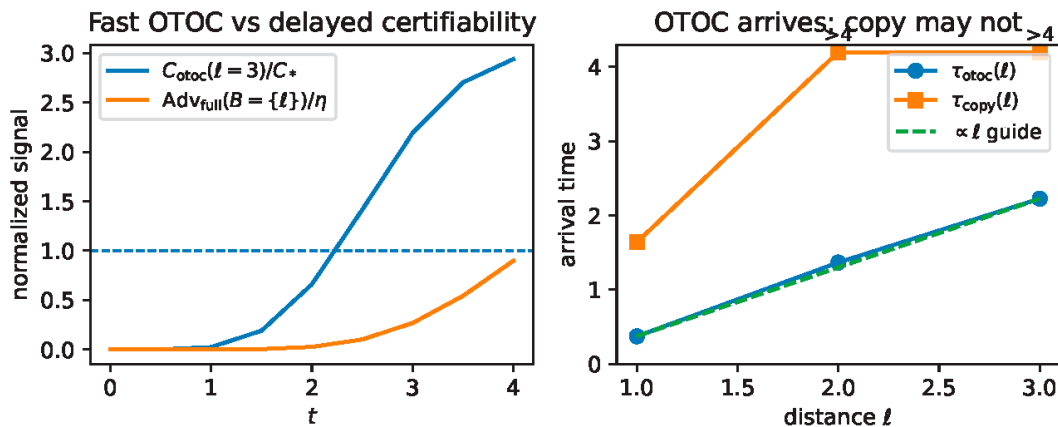 Fast OTOC vs delayed certifiability
normalized signal
3.0
2.5
2.0
1.5
1.0
0.5
0.0
C_otoc(ℓ = 3)/C_*
Adv_full(B = {ℓ})/η
0 1 2 3 4
t
OTOC arrives; copy may not
>4 >4
arrival time
4
3
2
1
0
τ_otoc(ℓ)
τ_copy(ℓ)
∝ ℓ guide
1.0 1.5 2.0 2.5 3.0
distance ℓ